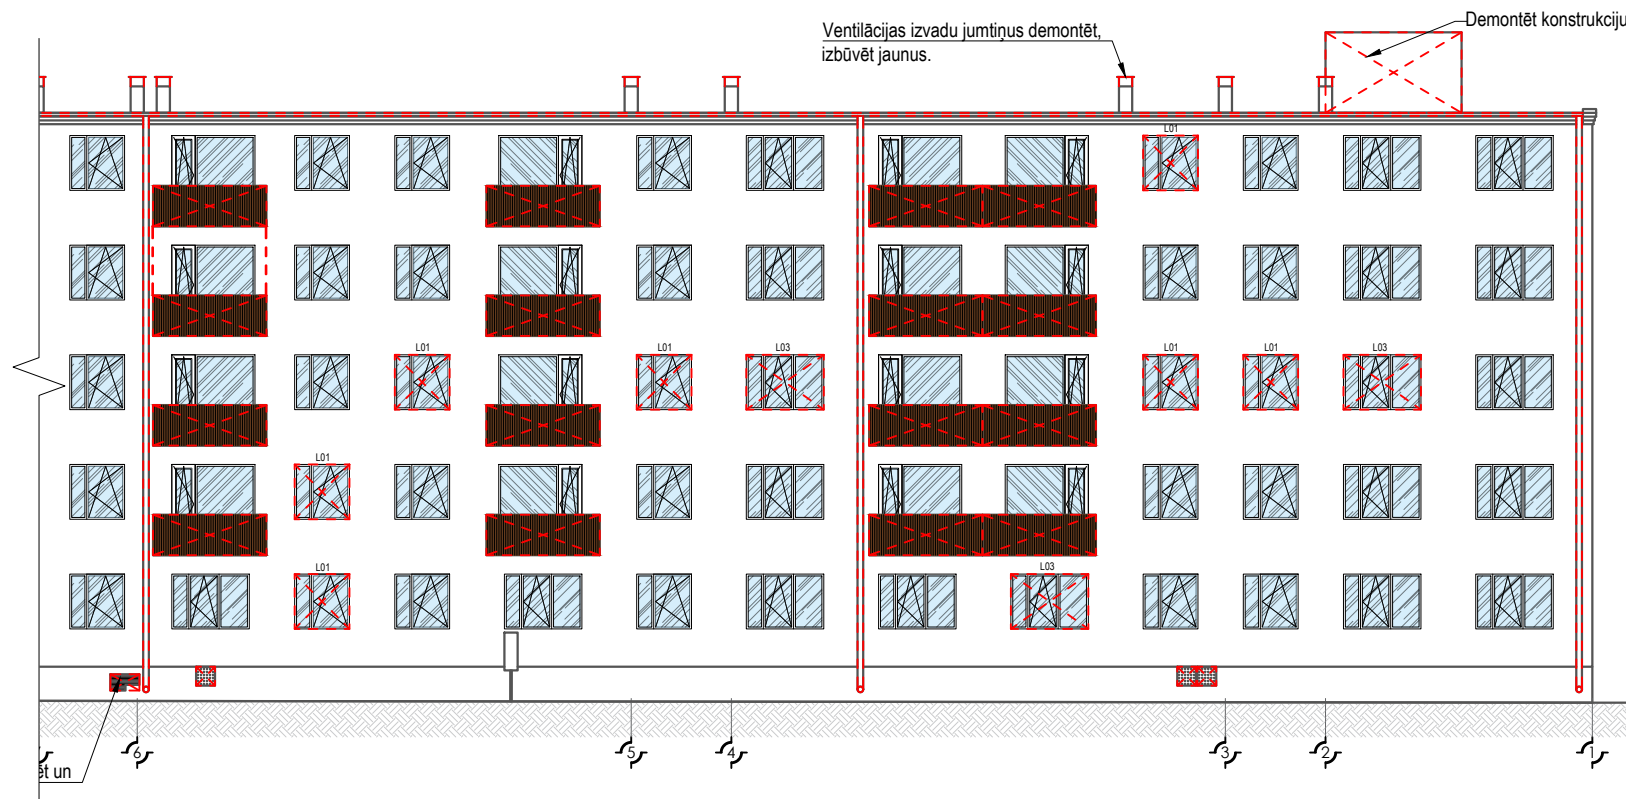 Demontēt konstrukciju
Ventilācijas izvadu jumtiņus demontēt,
izbūvēt jaunus.
L01
L01
L01
L03
L01
L01
L03
L01
L01
L03
6
5
4
3
2
1
ēt un